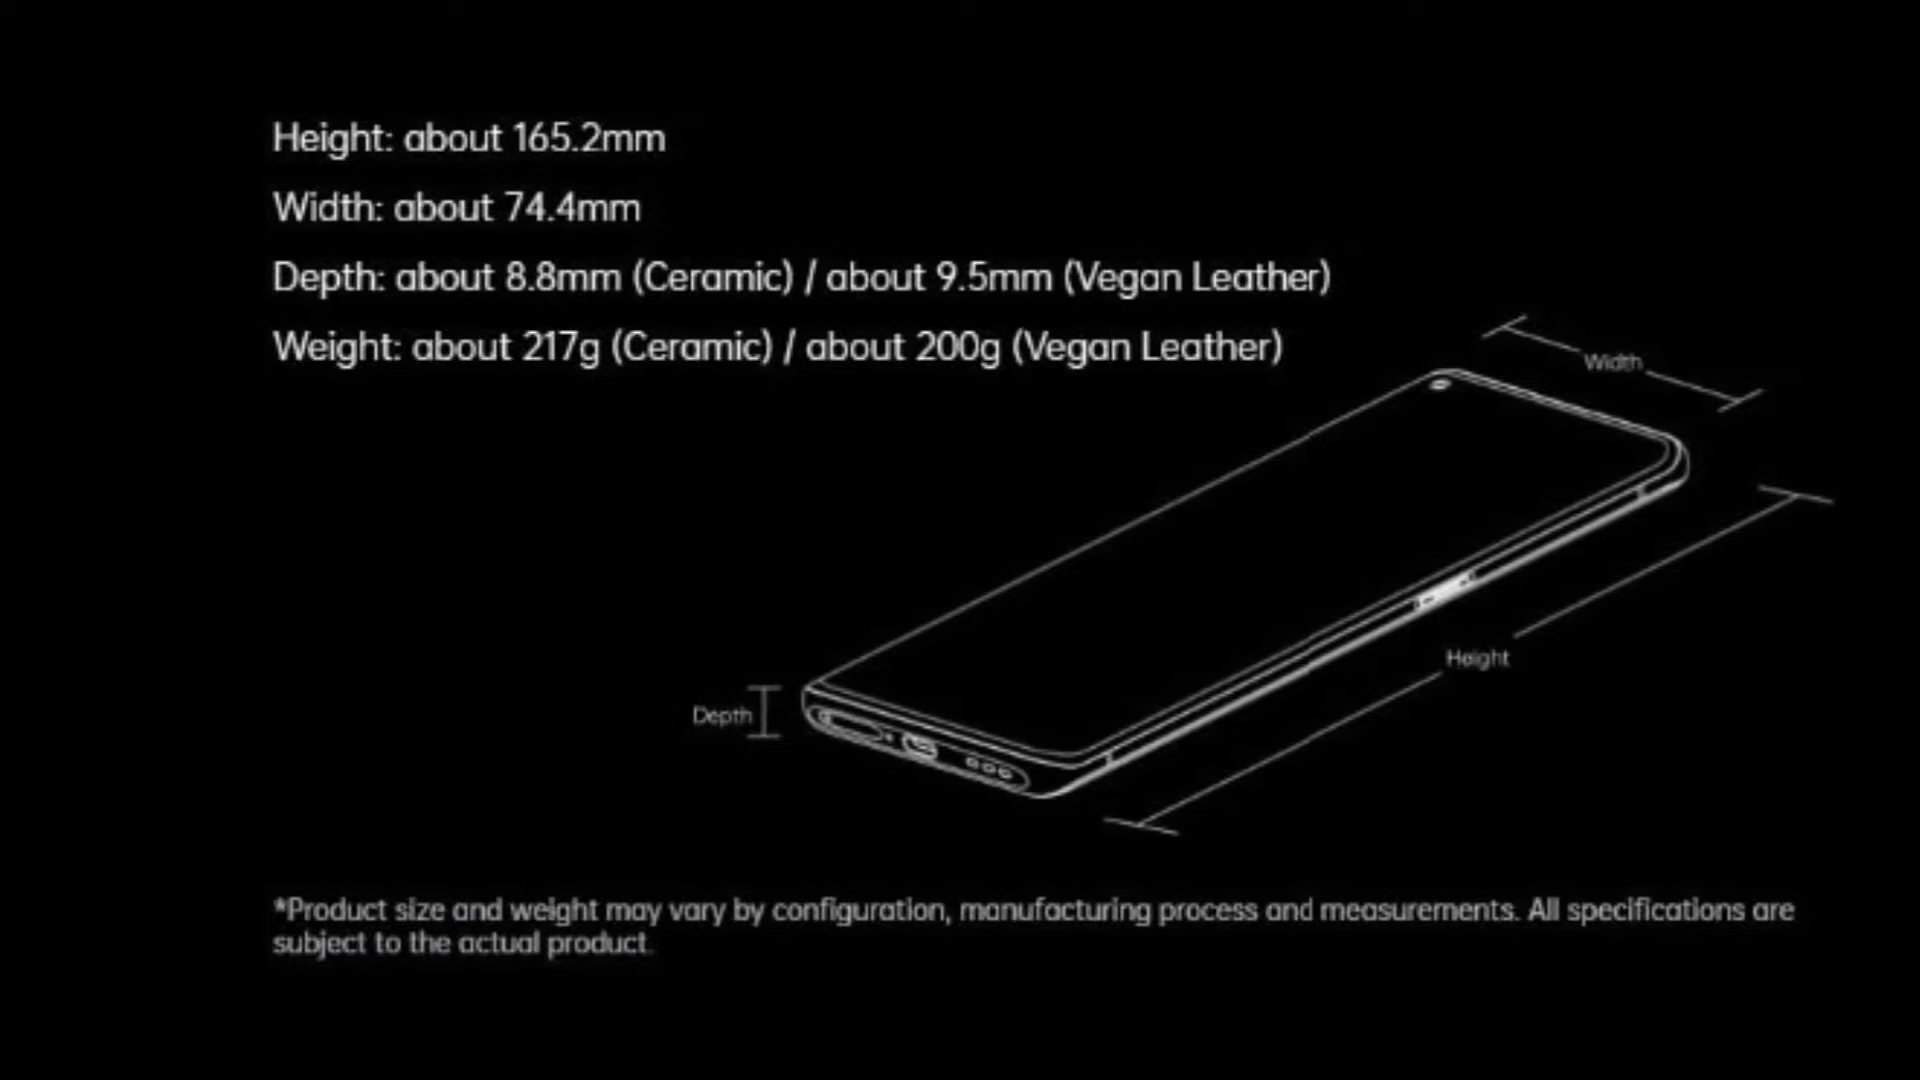 Height: about 165.2mm
Width: about 74.4mm
Depth: about 8.8mm (Ceramic) / about 9.5mm (Vegan Leather)
Weight: about 217g (Ceramic) / about 200g (Vegan Leather)
Width
Height
Depth
*Product size and weight may vary by configuration, manufacturing process and measurements. All specifications are
subject to the actual product.